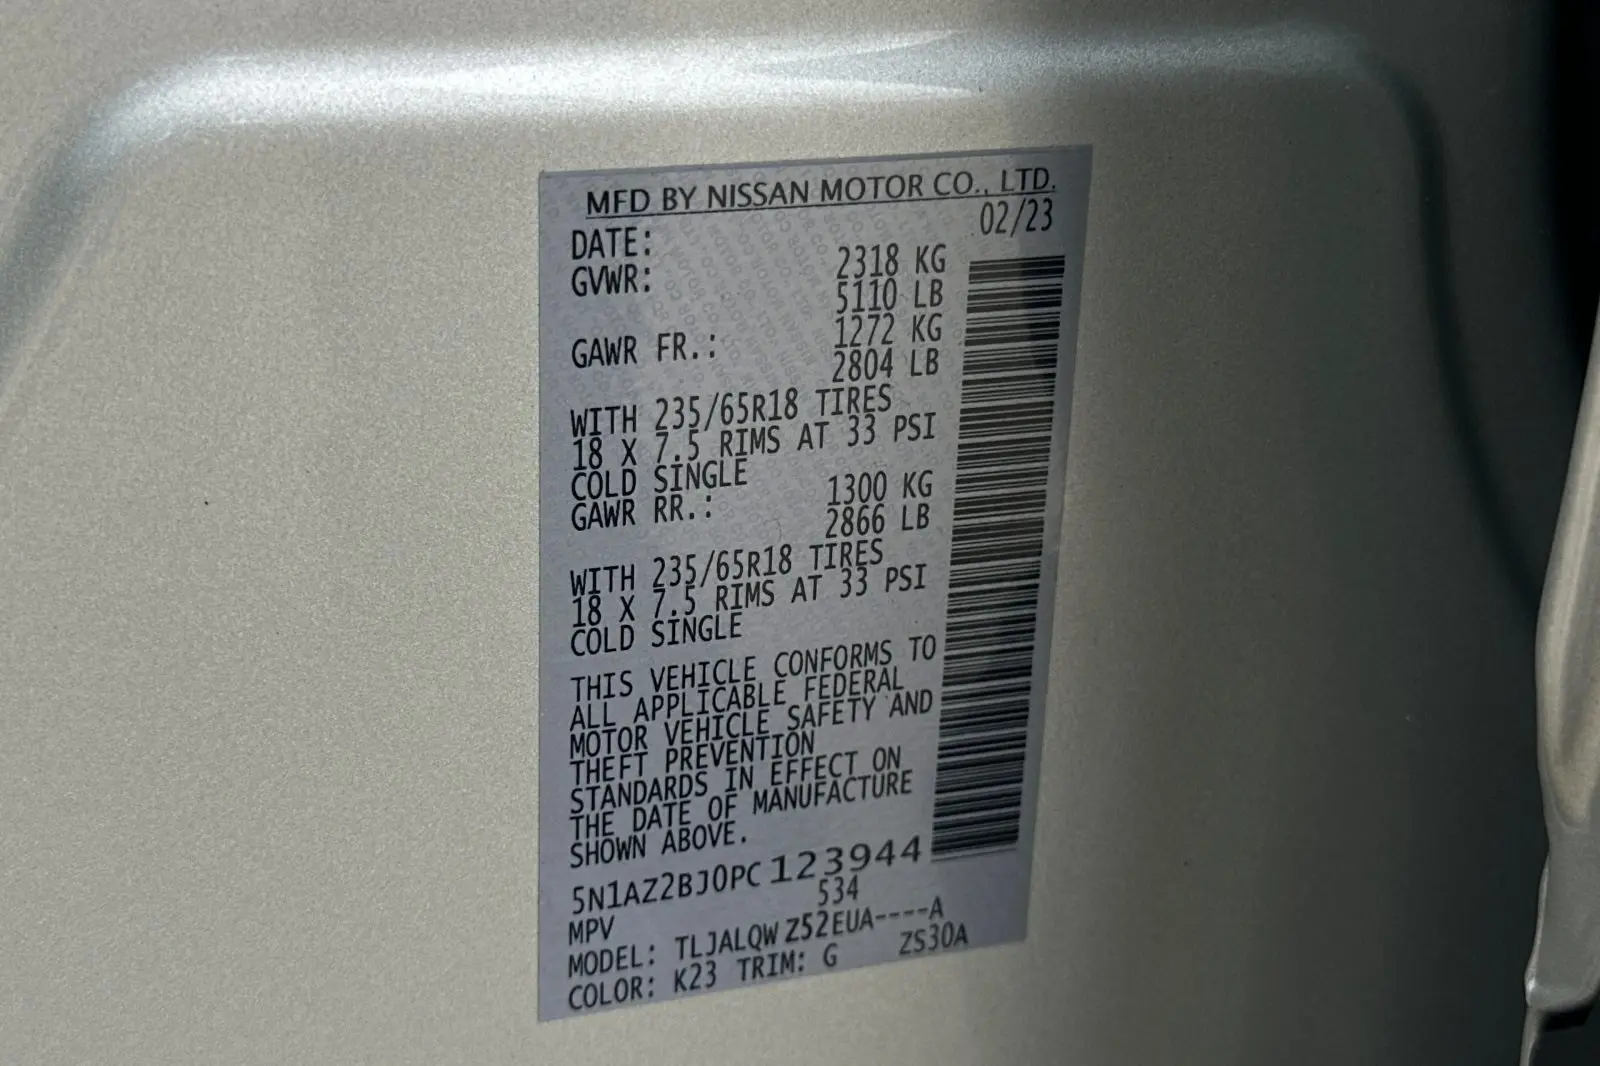 MFD BY NISSAN MOTOR CO., LTD.
DATE: 02/23
GVWR: 2318 KG
5110 LB
GAWR FR.: 1272 KG
2804 LB
WITH 235/65R18 TIRES
18 X 7.5 RIMS AT 33 PSI
COLD SINGLE
GAWR RR.: 1300 KG
2866 LB
WITH 235/65R18 TIRES
18 X 7.5 RIMS AT 33 PSI
COLD SINGLE
THIS VEHICLE CONFORMS TO
ALL APPLICABLE FEDERAL
MOTOR VEHICLE SAFETY AND
THEFT PREVENTION
STANDARDS IN EFFECT ON
THE DATE OF MANUFACTURE
SHOWN ABOVE.
5N1AZ2BJ0PC123944
MPV 534
MODEL: TLJALQW Z52EUA----A
COLOR: K23 TRIM: G ZS30A